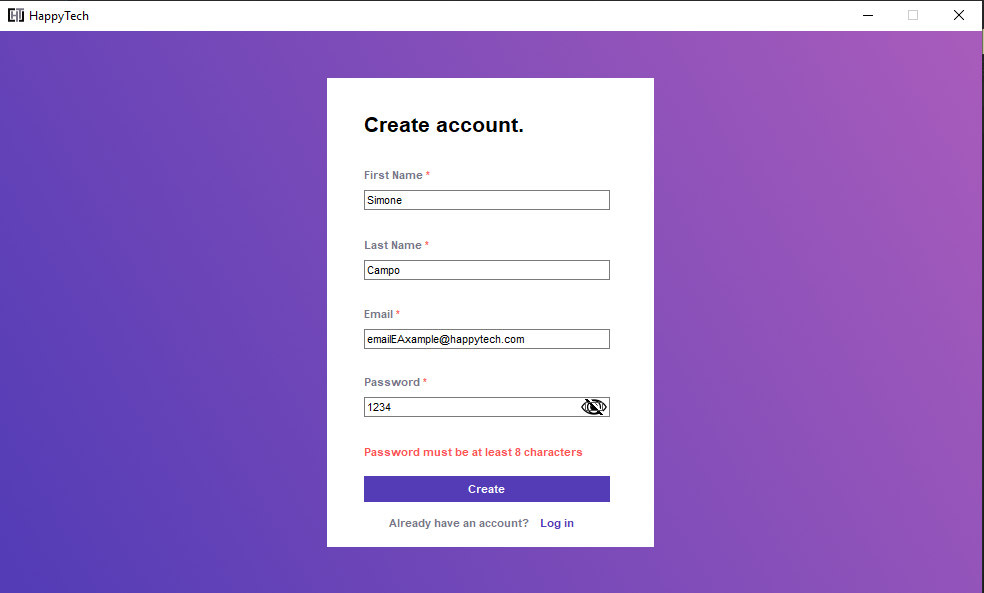 HappyTech
Create account.
First Name *
Simone
Last Name *
Campo
Email *
emailEAxample@happytech.com
Password *
1234
Password must be at least 8 characters
Create
Already have an account? Log in